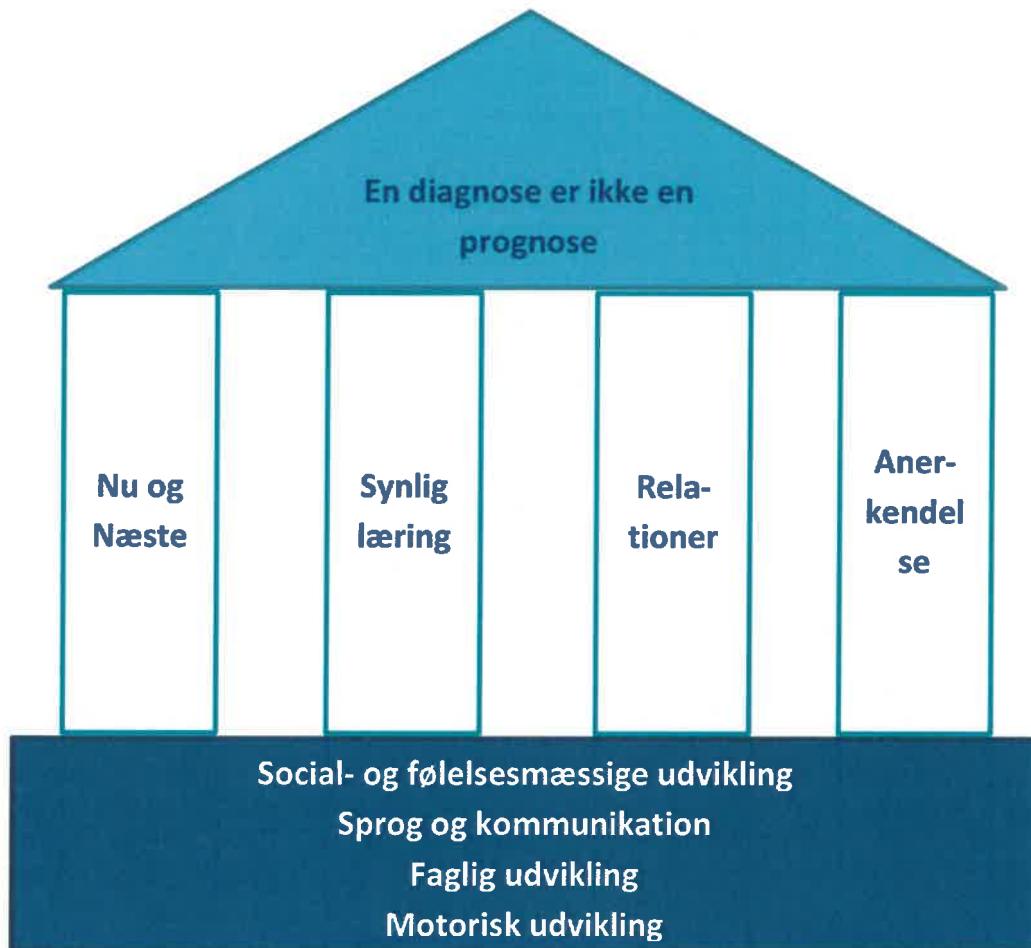 En diagnose er ikke en
prognose
Nu og
Næste
Synlig
læring
Rela-
tioner
Aner-
kendel
se
Social- og følelsesmæssige udvikling
Sprog og kommunikation
Faglig udvikling
Motorisk udvikling